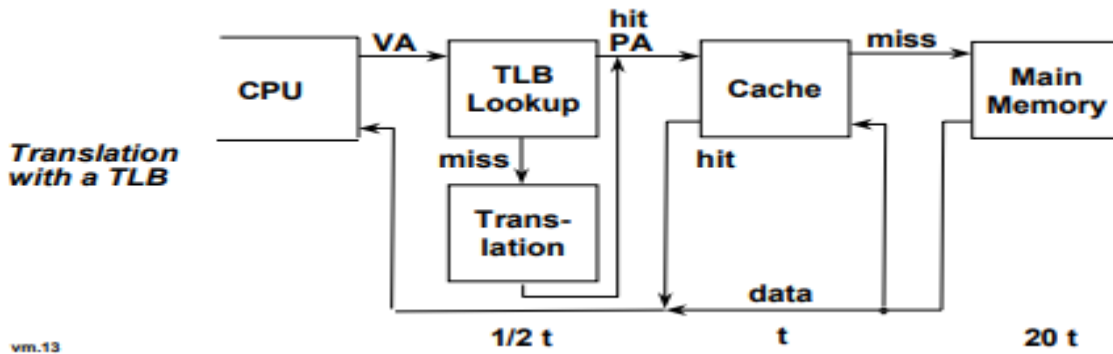 hit
VA
PA
miss
CPU
TLB
Lookup
Cache
Main
Memory
Translation
with a TLB
miss
hit
Trans-
lation
data
1/2 t
t
20 t
vm.13